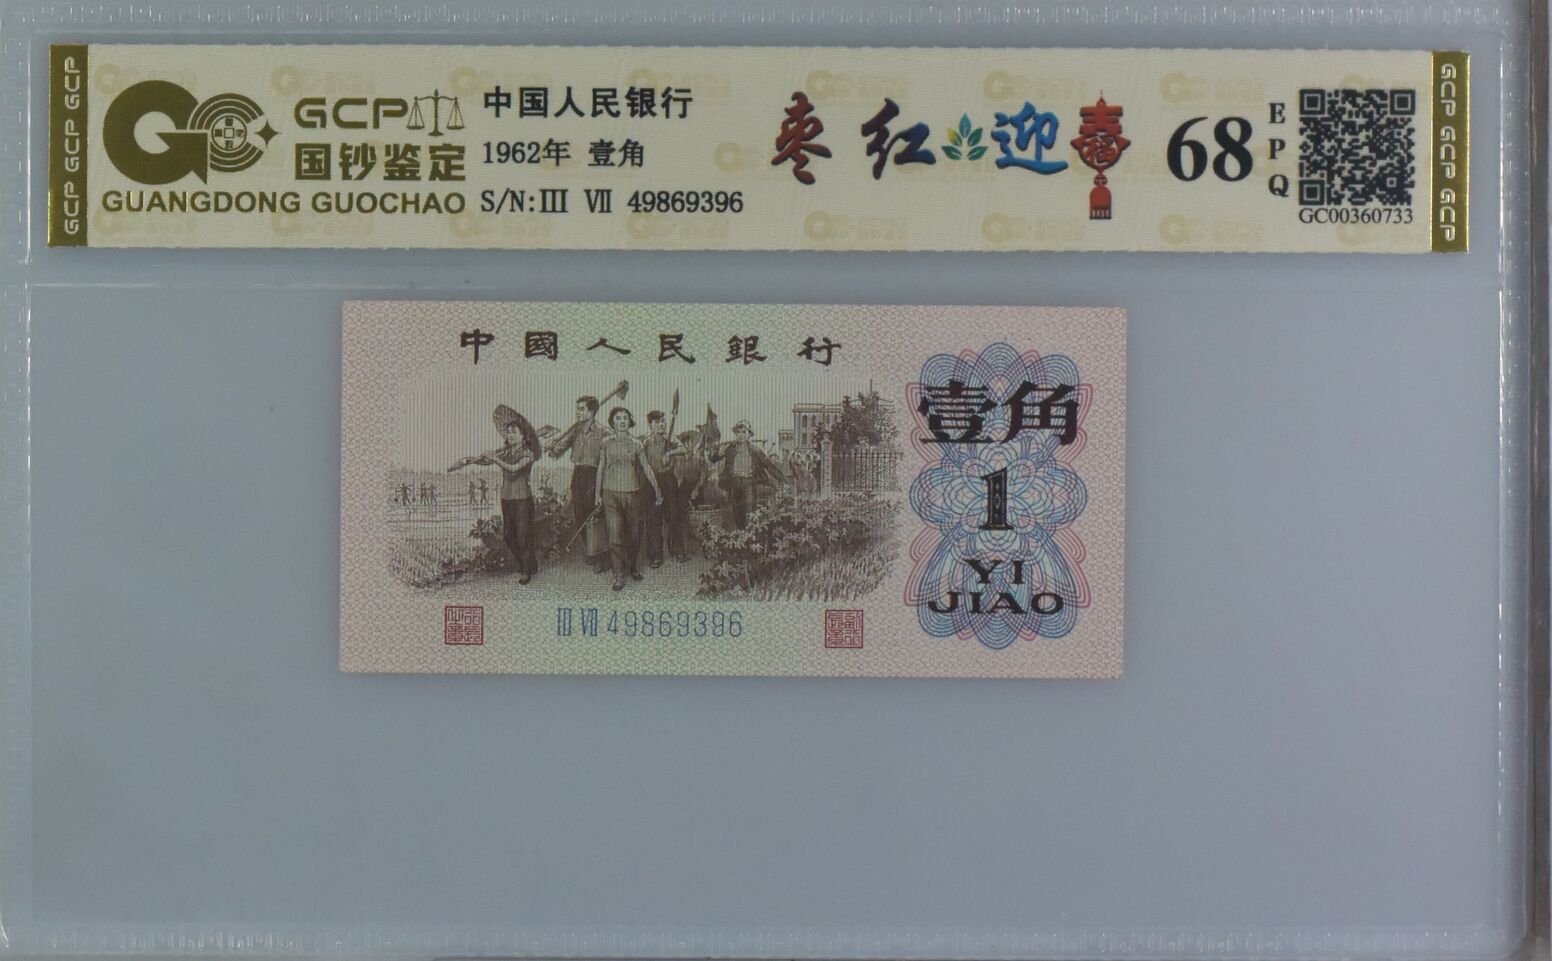 GCP GCP GCP
GCP
国钞鉴定
GUANGDONG GUOCHAO
中国人民银行
1962年 壹角
S/N:III VII 49869396
枣 红 迎 春
福
68
EPQ
GC00360733
GCP GCP GCP
中國人民銀行
壹角
1
YI
JIAO
III VII 49869396